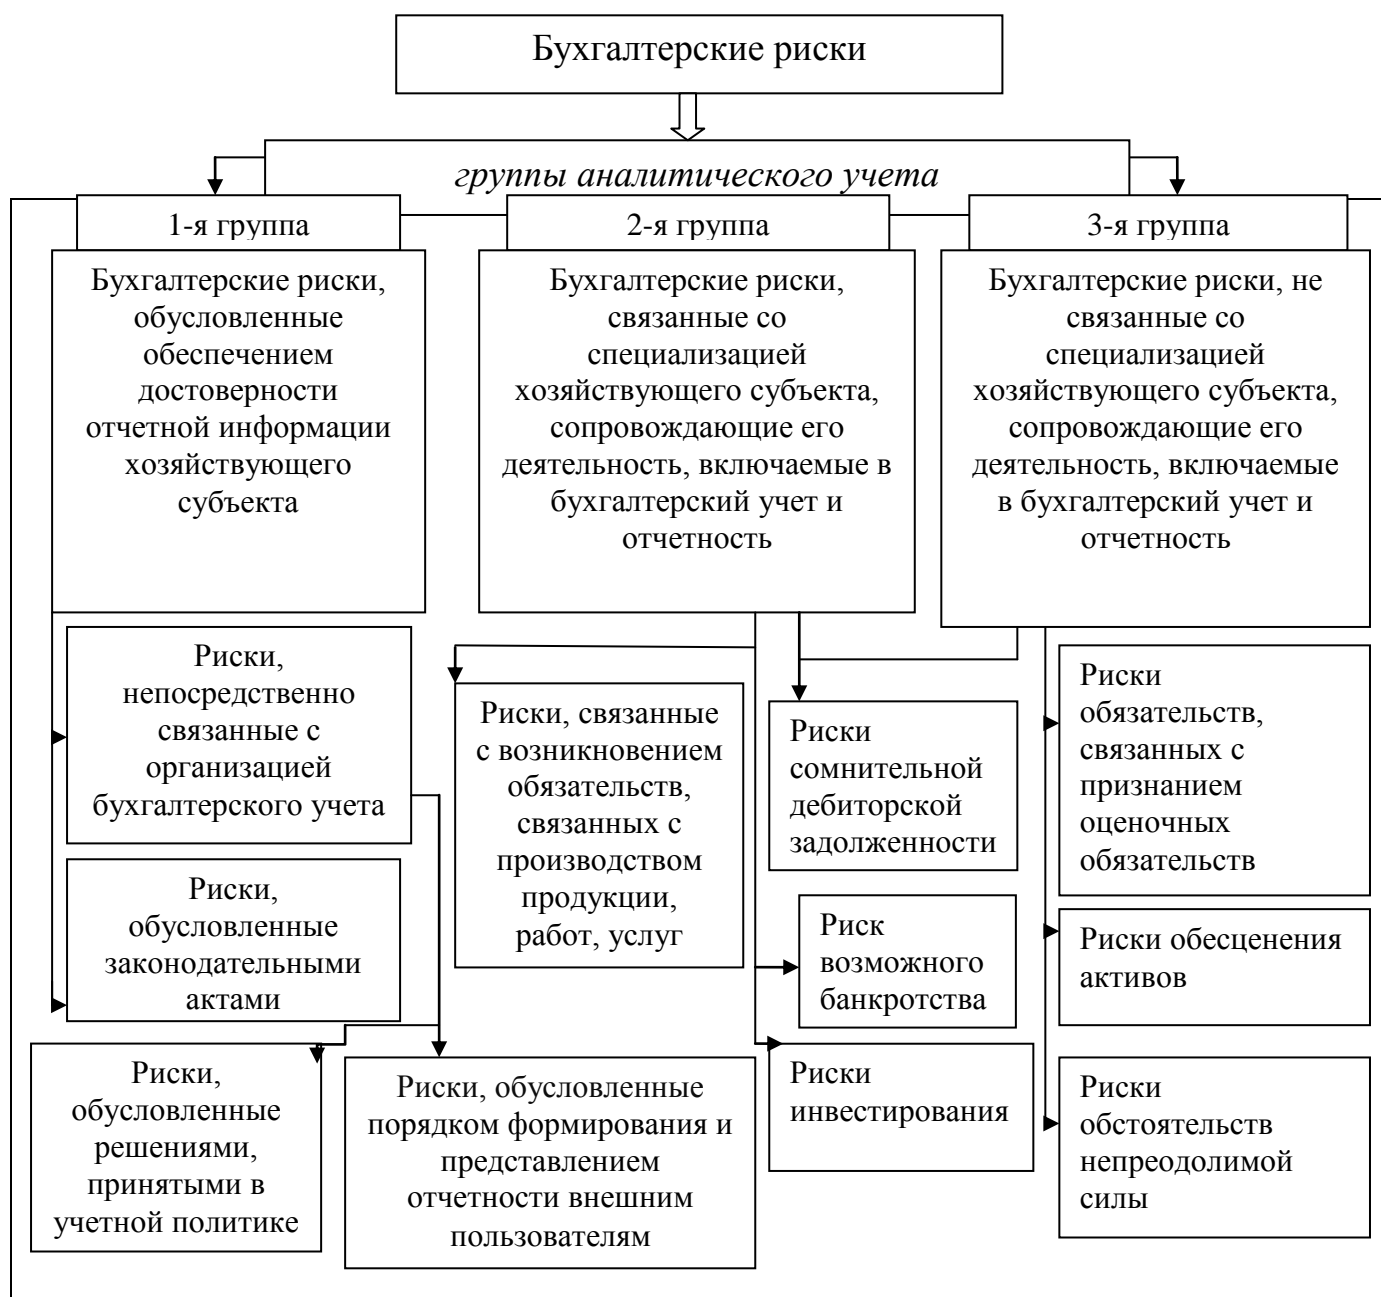 Бухгалтерские риски
группы аналитического учета
1-я группа
Бухгалтерские риски,
обусловленные
обеспечением
достоверности
отчетной информации
хозяйствующего
субъекта
2-я группа
Бухгалтерские риски,
связанные со
специализацией
хозяйствующего субъекта,
сопровождающие его
деятельность, включаемые в
бухгалтерский учет и
отчетность
3-я группа
Бухгалтерские риски, не
связанные со
специализацией
хозяйствующего субъекта,
сопровождающие его
деятельность, включаемые
в бухгалтерский учет и
отчетность
Риски,
непосредственно
связанные с
организацией
бухгалтерского учета
Риски,
обусловленные
законодательными
актами
Риски,
обусловленные
решениями,
принятыми в
учетной политике
Риски, обусловленные
порядком формирования и
представлением
отчетности внешним
пользователям
Риски, связанные
с возникновением
обязательств,
связанных с
производством
продукции,
работ, услуг
Риски
сомнительной
дебиторской
задолженности
Риск
возможного
банкротства
Риски
инвестирования
Риски
обязательств,
связанных с
признанием
оценочных
обязательств
Риски обесценения
активов
Риски
обстоятельств
непреодолимой
силы